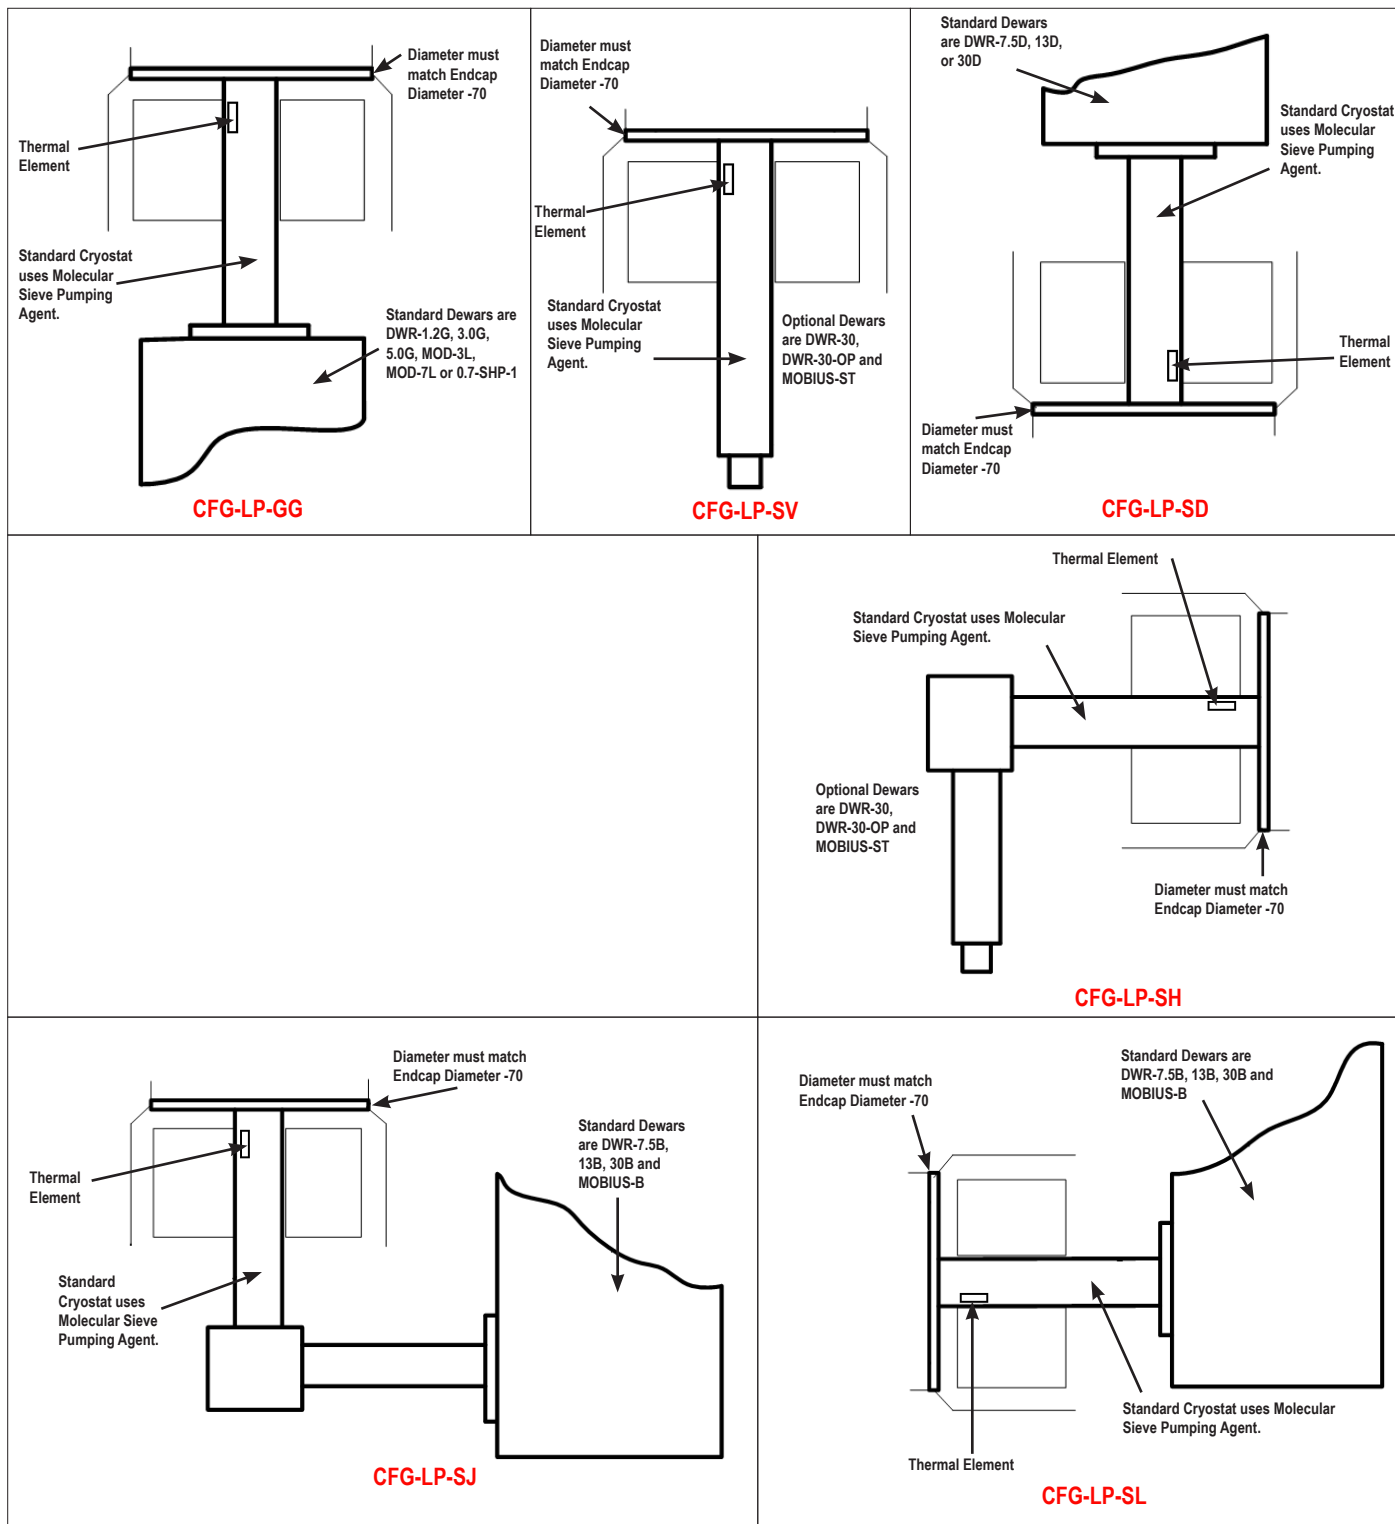 Diameter must
match Endcap
Diameter -70
Thermal
Element
Standard Cryostat
uses Molecular
Sieve Pumping
Agent.
Standard Dewars are
DWR-1.2G, 3.0G,
5.0G, MOD-3L,
MOD-7L or 0.7-SHP-1
CFG-LP-GG
Diameter must
match Endcap
Diameter -70
Thermal
Element
Standard Cryostat
uses Molecular
Sieve Pumping
Agent.
Optional Dewars
are DWR-30,
DWR-30-OP and
MOBIUS-ST
CFG-LP-SV
Standard Dewars
are DWR-7.5D, 13D,
or 30D
Standard Cryostat
uses Molecular
Sieve Pumping
Agent.
Thermal
Element
Diameter must
match Endcap
Diameter -70
CFG-LP-SD
Thermal Element
Standard Cryostat uses Molecular
Sieve Pumping Agent.
Optional Dewars
are DWR-30,
DWR-30-OP and
MOBIUS-ST
Diameter must match
Endcap Diameter -70
CFG-LP-SH
Diameter must match
Endcap Diameter -70
Thermal
Element
Standard Dewars
are DWR-7.5B,
13B, 30B and
MOBIUS-B
Standard
Cryostat uses
Molecular Sieve
Pumping Agent.
CFG-LP-SJ
Diameter must match
Endcap Diameter -70
Standard Dewars are
DWR-7.5B, 13B, 30B and
MOBIUS-B
Standard Cryostat uses Molecular
Sieve Pumping Agent.
Thermal Element
CFG-LP-SL